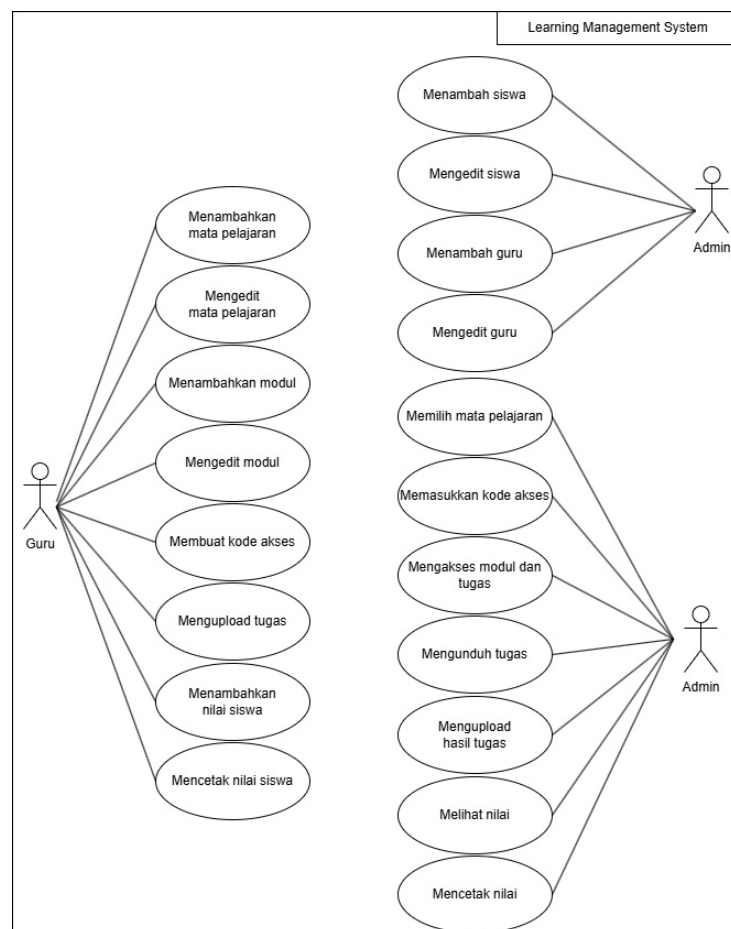 Learning Management System
Menambah siswa
Mengedit siswa
Menambah guru
Mengedit guru
Admin
Menambahkan
mata pelajaran
Mengedit
mata pelajaran
Menambahkan modul
Mengedit modul
Membuat kode akses
Mengupload tugas
Menambahkan
nilai siswa
Mencetak nilai siswa
Guru
Memilih mata pelajaran
Memasukkan kode akses
Mengakses modul dan
tugas
Mengunduh tugas
Mengupload
hasil tugas
Melihat nilai
Mencetak nilai
Admin